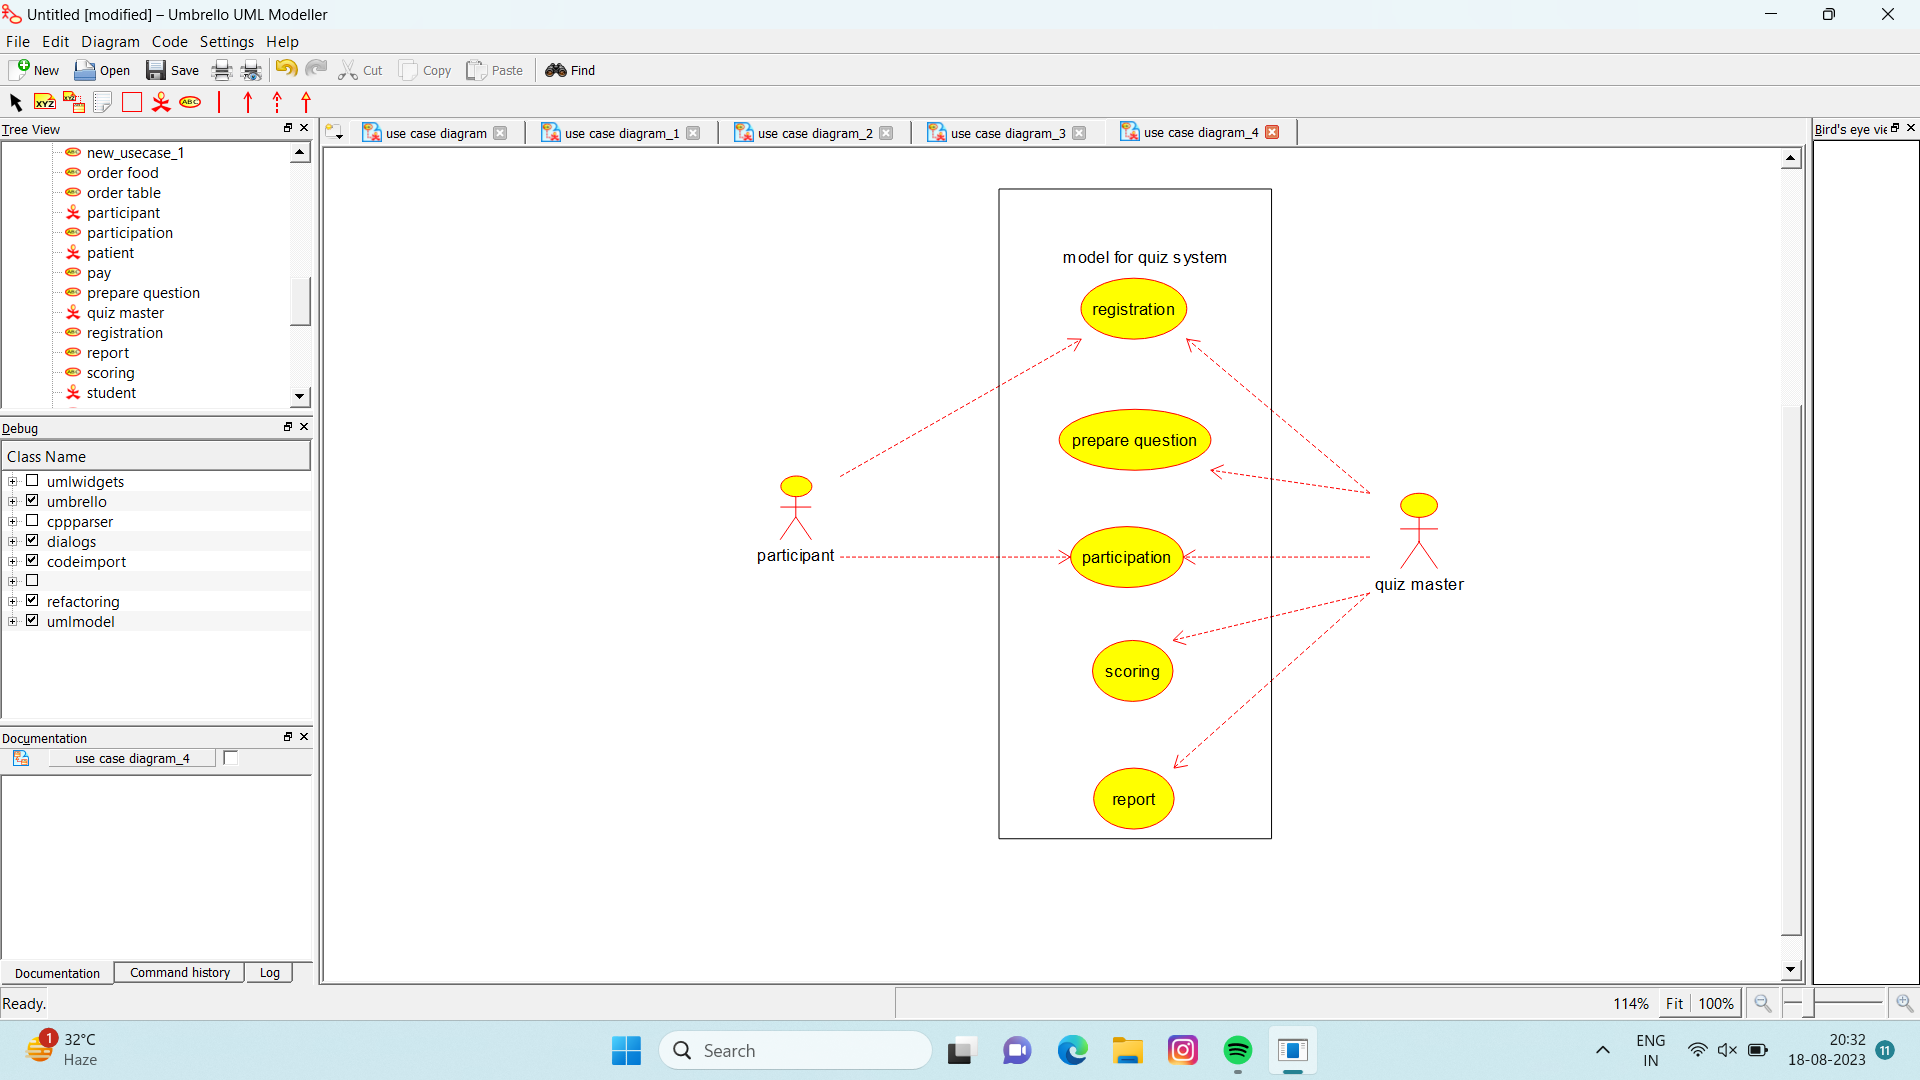 Untitled [modified] – Umbrello UML Modeller
File Edit Diagram Code Settings Help
New Open Save Cut Copy Paste Find
XYZ XYZ ABC
Tree View
new_usecase_1
order food
order table
participant
participation
patient
pay
prepare question
quiz master
registration
report
scoring
student
Debug
Class Name
umlwidgets
umbrello
cppparser
dialogs
codeimport
refactoring
umlmodel
Documentation
use case diagram_4
Documentation Command history Log
use case diagram use case diagram_1 use case diagram_2 use case diagram_3 use case diagram_4
model for quiz system
registration
prepare question
participant
participation
quiz master
scoring
report
Bird's eye vie
Ready.
114% Fit 100%
1
32°C
Haze
Search
ENG
IN
20:32
18-08-2023
11